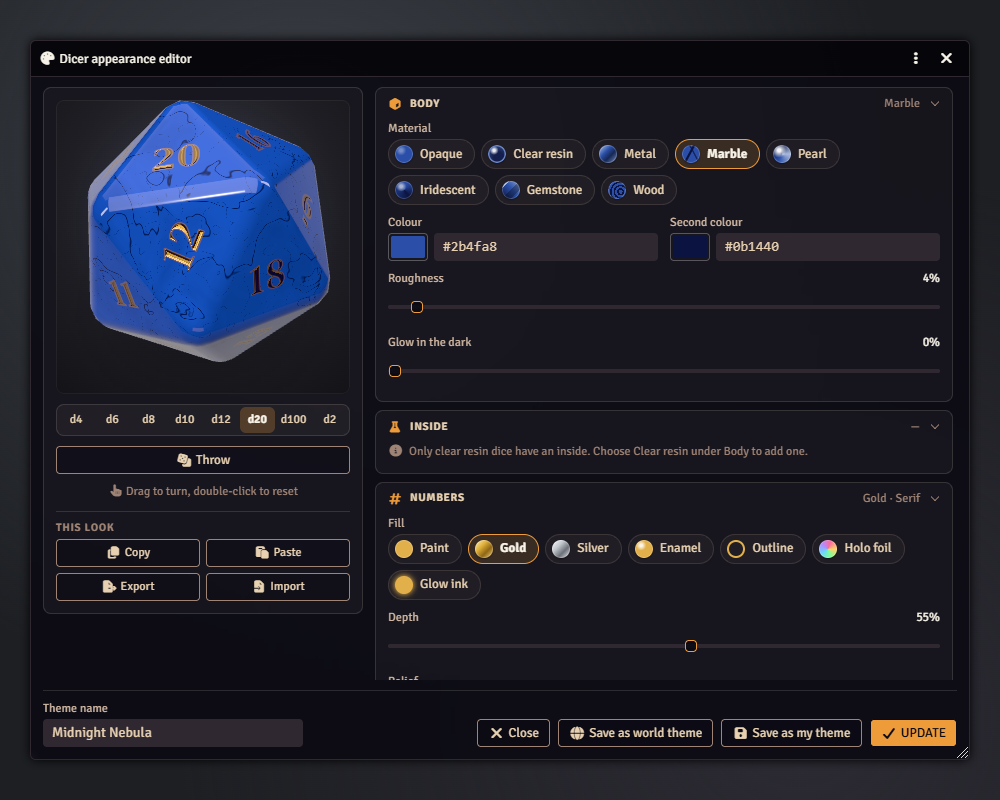 Dicer appearance editor
20
16
12
18
11
d4 d6 d8 d10 d12 d20 d100 d2
Throw
Drag to turn, double-click to reset
THIS LOOK
Copy Paste
Export Import
BODY Marble
Material
Opaque Clear resin Metal Marble Pearl
Iridescent Gemstone Wood
Colour Second colour
#2b4fa8 #0b1440
Roughness 4%
Glow in the dark 0%
INSIDE –
Only clear resin dice have an inside. Choose Clear resin under Body to add one.
# NUMBERS Gold · Serif
Fill
Paint Gold Silver Enamel Outline Holo foil
Glow ink
Depth 55%
Theme name
Midnight Nebula
Close Save as world theme Save as my theme UPDATE